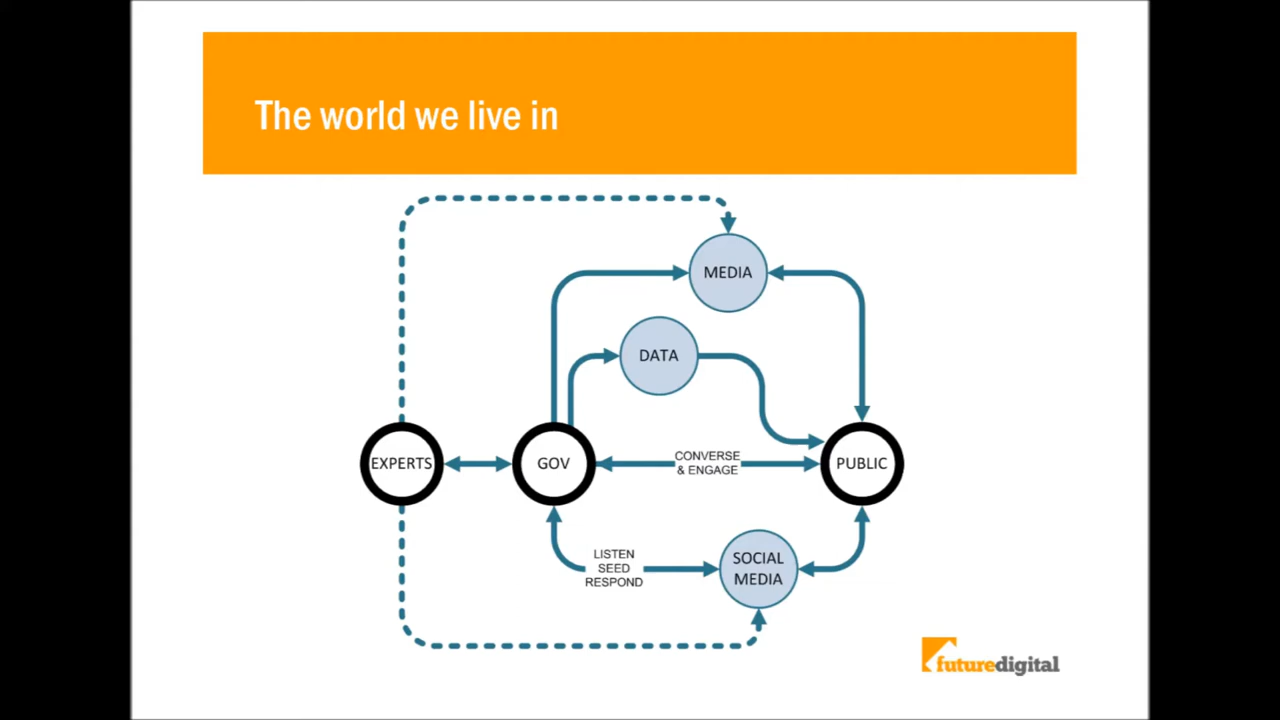 The world we live in
MEDIA
DATA
EXPERTS
GOV
CONVERSE
& ENGAGE
PUBLIC
LISTEN
SEED
RESPOND
SOCIAL
MEDIA
futuredigital